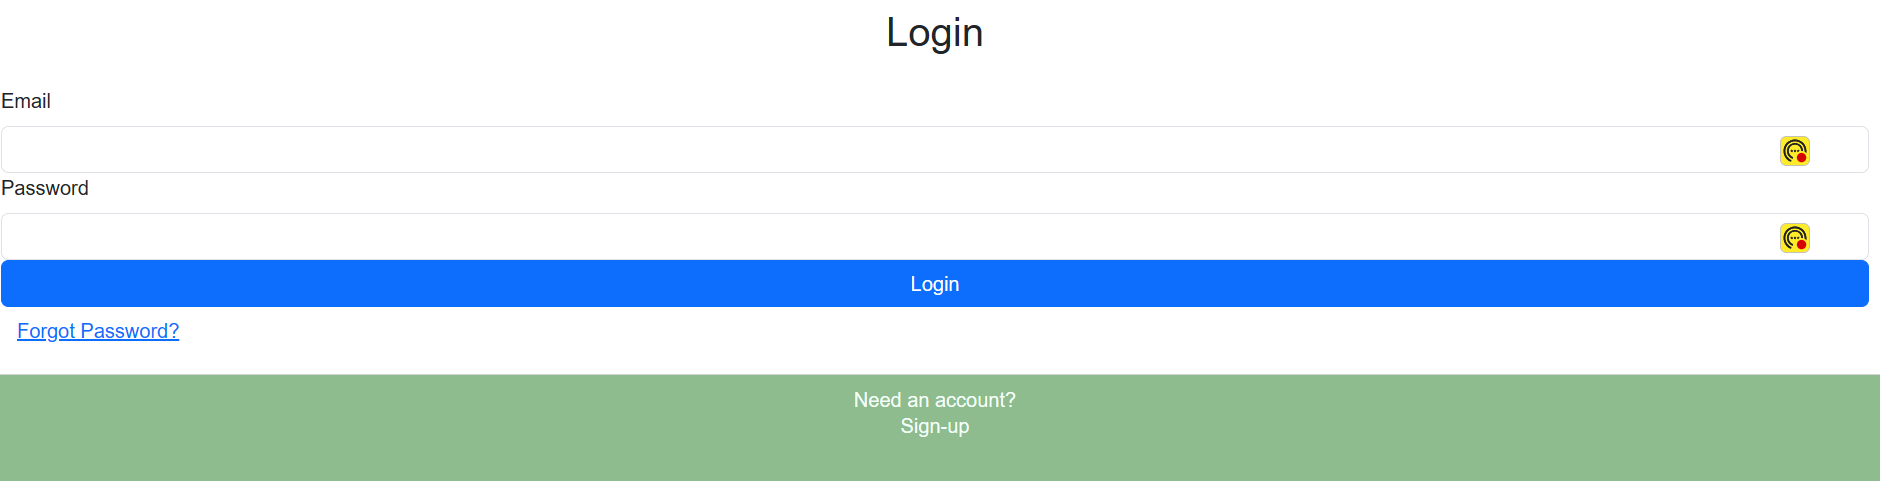 Login
Email
Password
Login
Forgot Password?
Need an account?
Sign-up